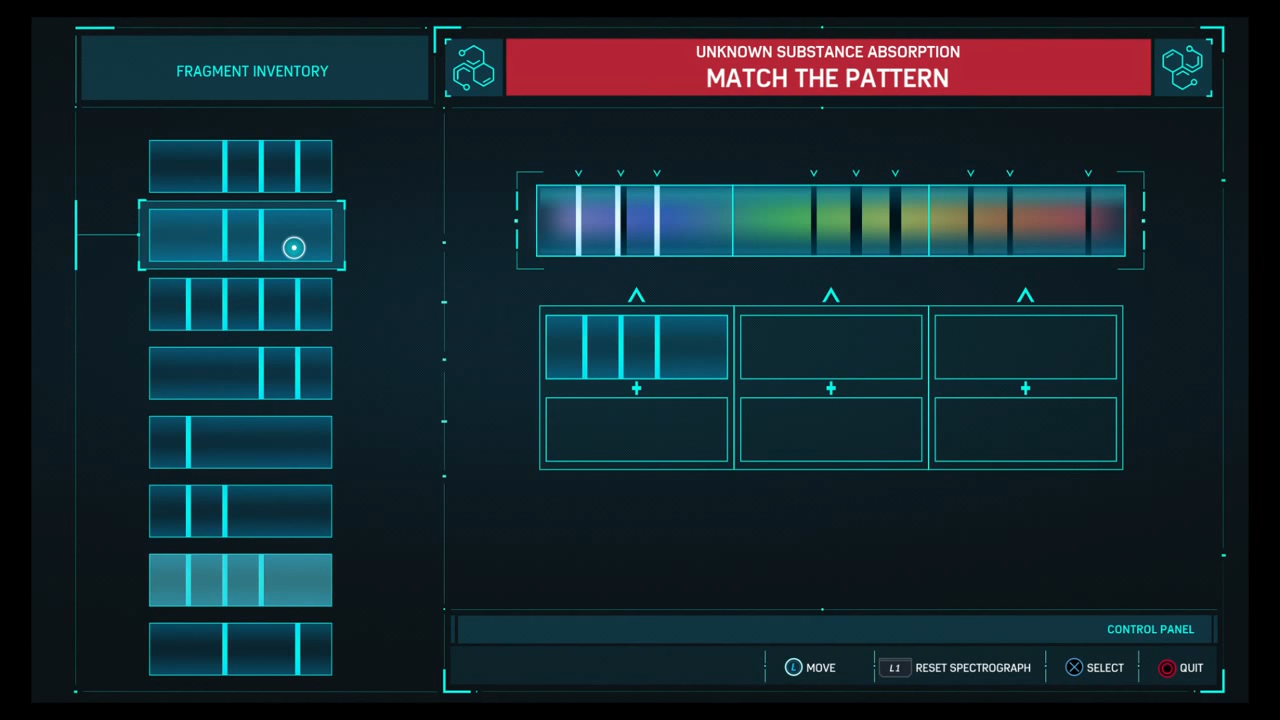 FRAGMENT INVENTORY
UNKNOWN SUBSTANCE ABSORPTION
MATCH THE PATTERN
CONTROL PANEL
L MOVE
L1 RESET SPECTROGRAPH
SELECT
QUIT